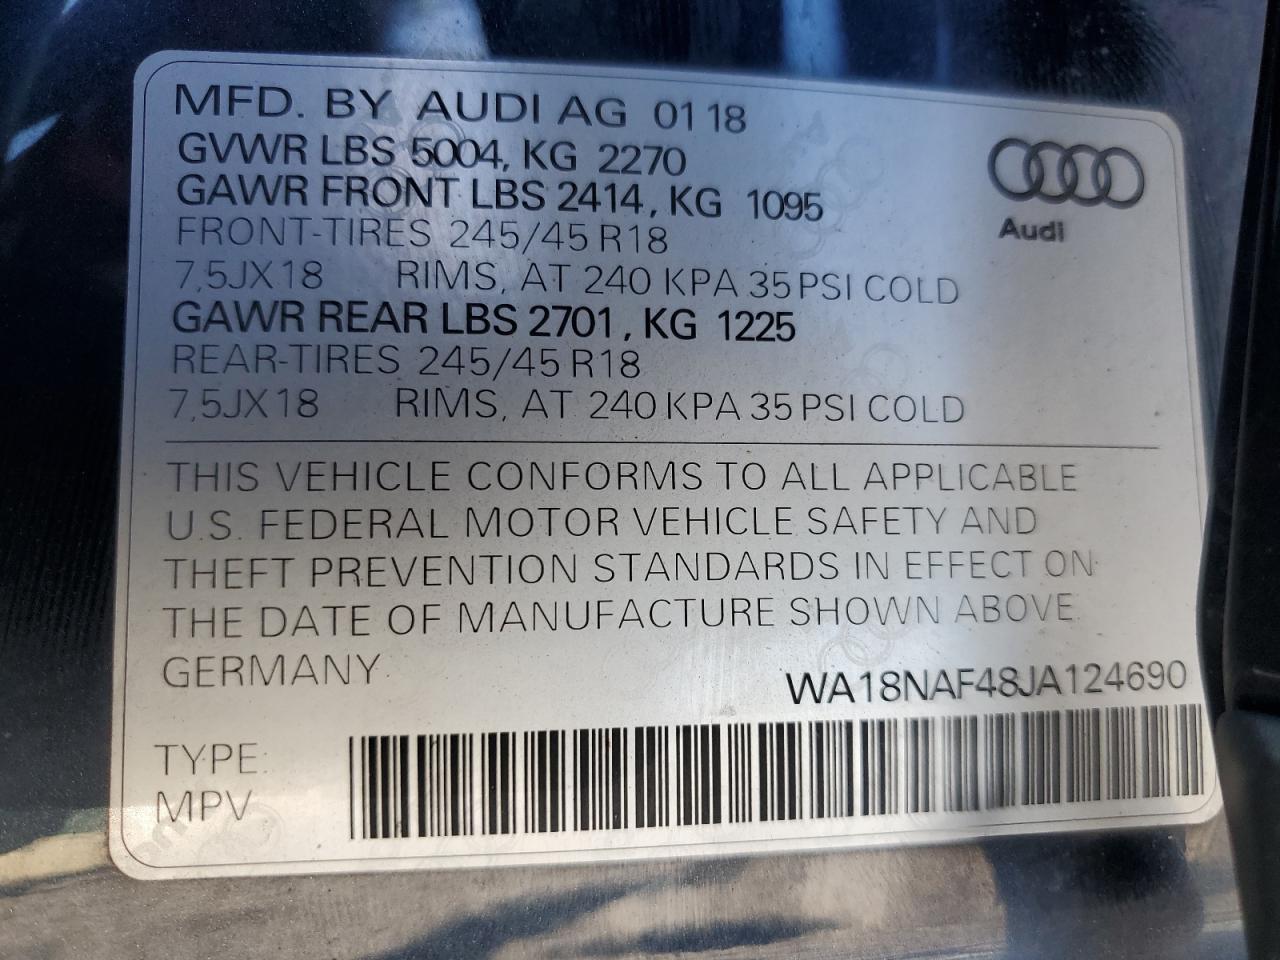 MFD. BY AUDI AG 01 18
GVWR LBS 5004, KG 2270
GAWR FRONT LBS 2414, KG 1095
FRONT-TIRES 245/45 R18
7,5JX18 RIMS, AT 240 KPA 35 PSI COLD
GAWR REAR LBS 2701, KG 1225
REAR-TIRES 245/45 R18
7,5JX18 RIMS, AT 240 KPA 35 PSI COLD
Audi
THIS VEHICLE CONFORMS TO ALL APPLICABLE
U.S. FEDERAL MOTOR VEHICLE SAFETY AND
THEFT PREVENTION STANDARDS IN EFFECT ON
THE DATE OF MANUFACTURE SHOWN ABOVE.
GERMANY
WA18NAF48JA124690
TYPE:
MPV